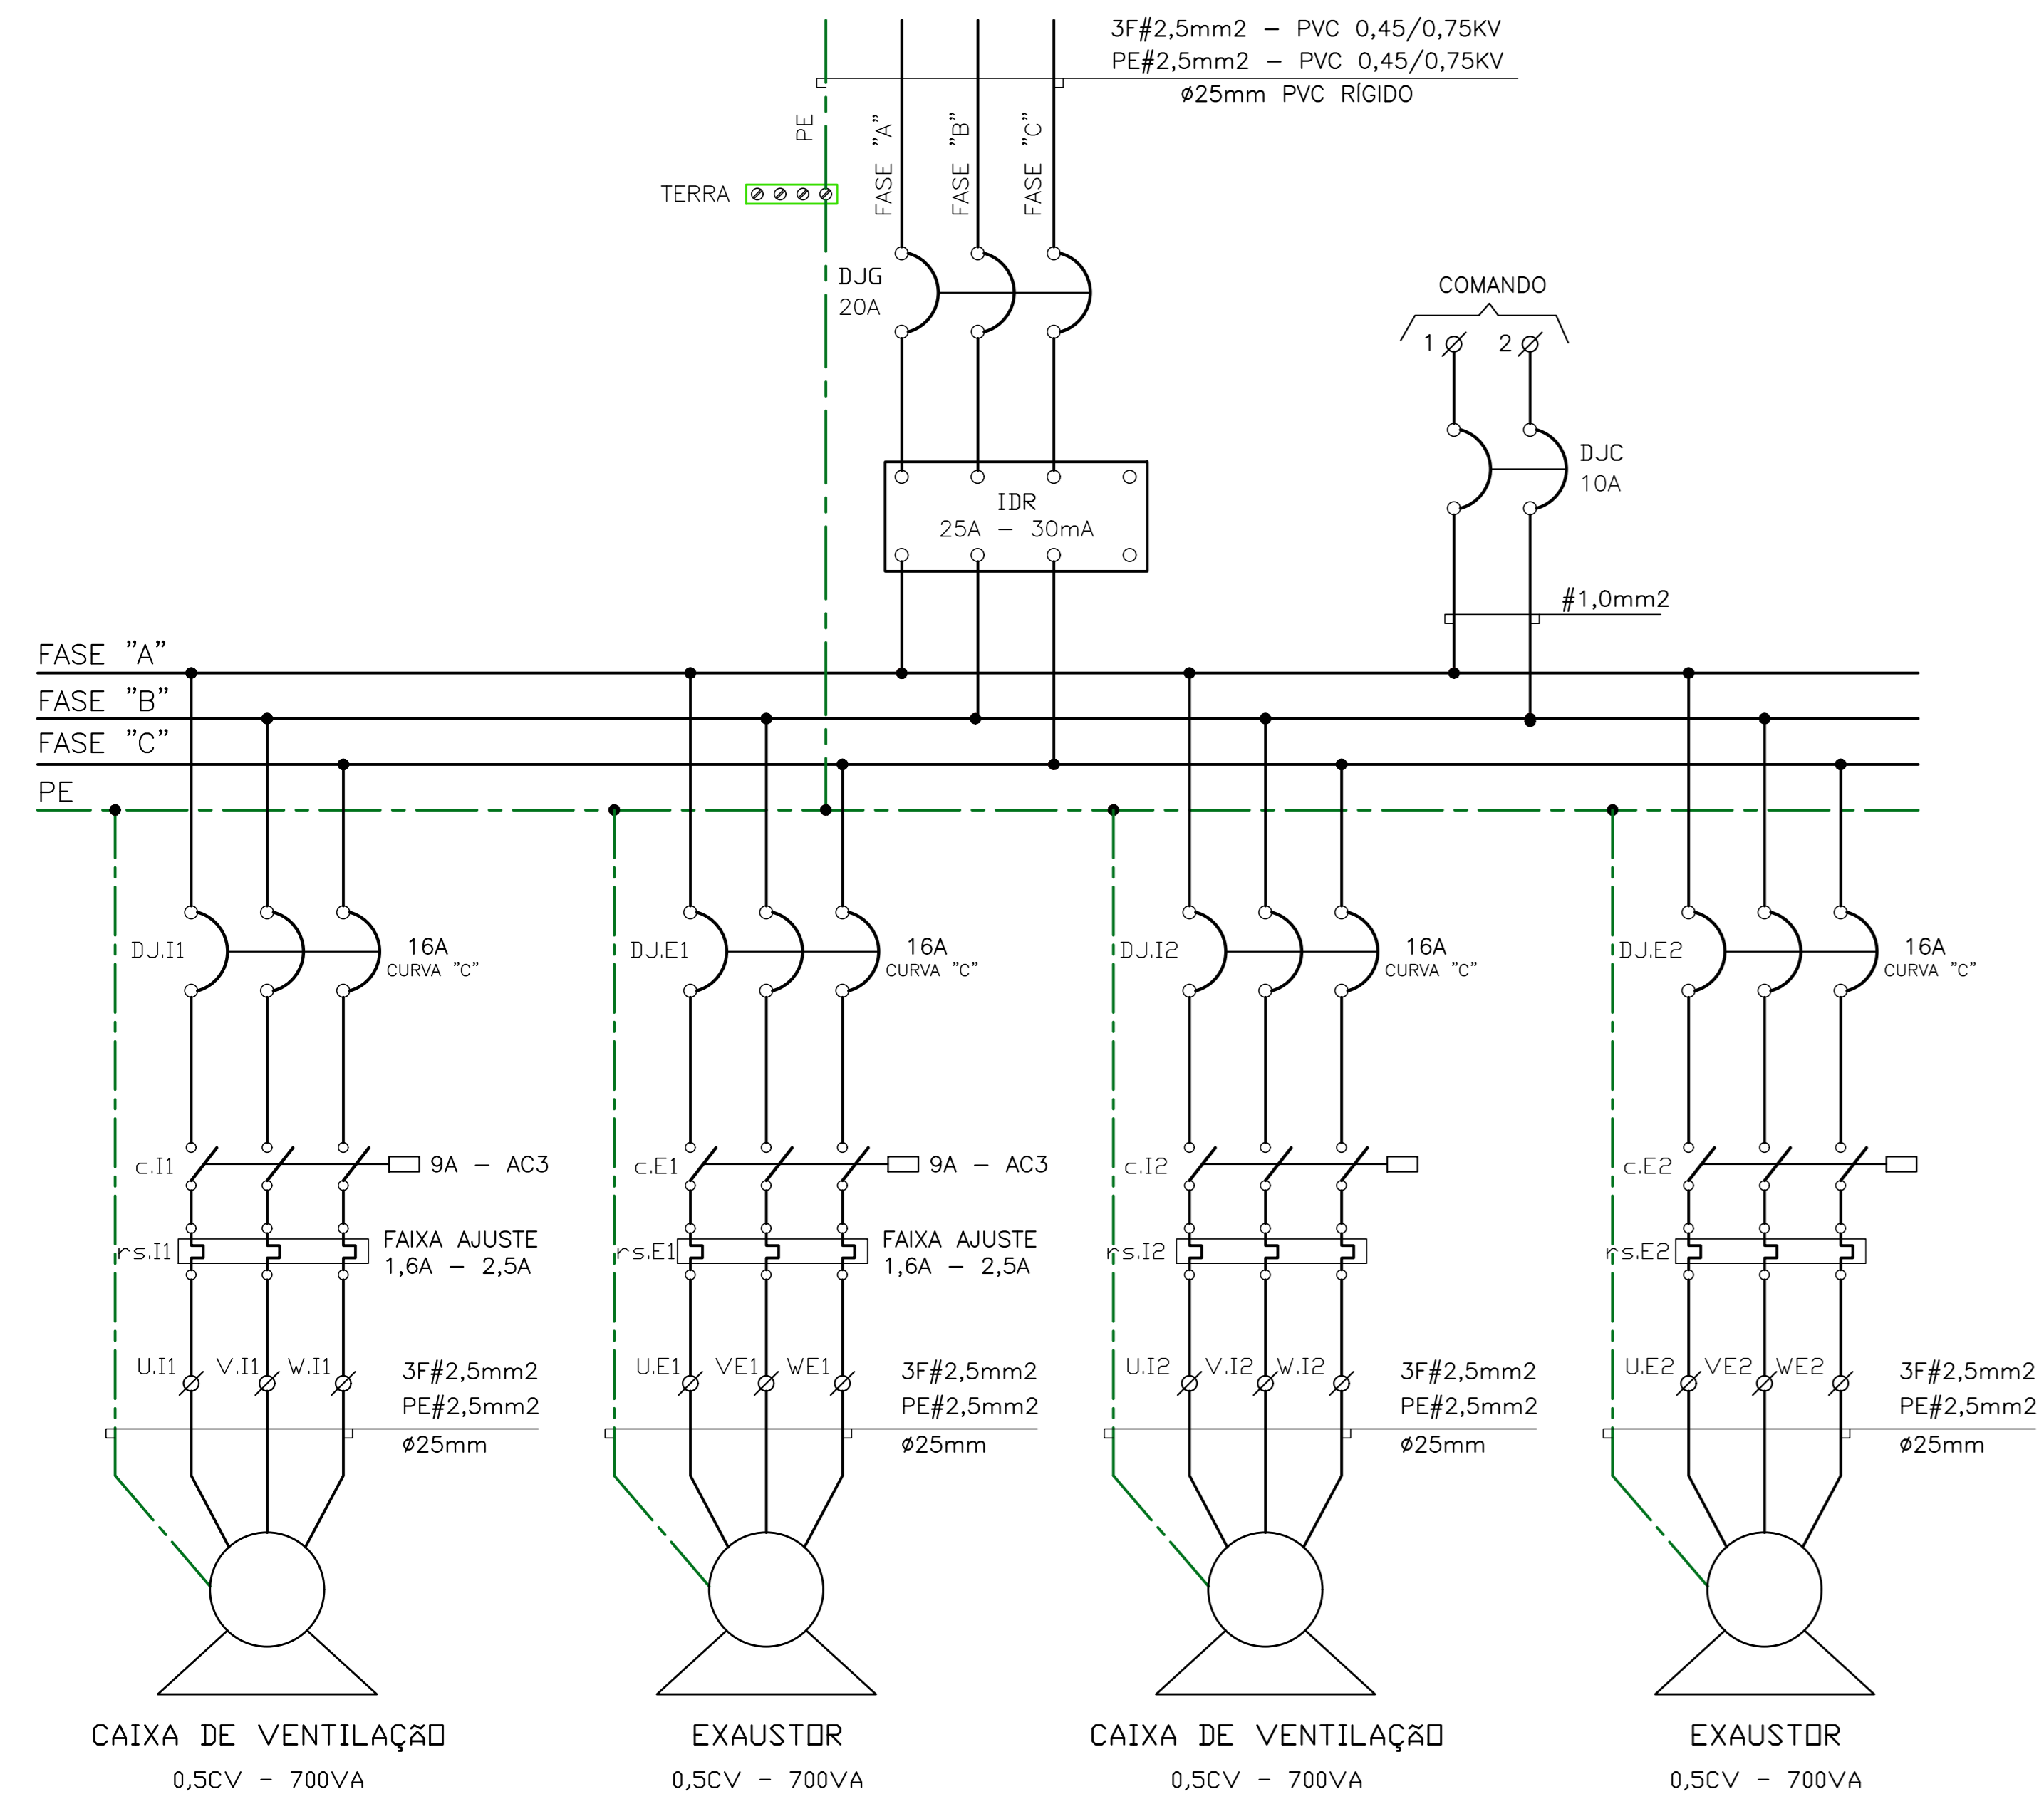 3F#2,5mm2 – PVC 0,45/0,75KV
PE#2,5mm2 – PVC 0,45/0,75KV
Ø25mm PVC RÍGIDO
PE
FASE "A"
FASE "B"
FASE "C"
TERRA
DJG
20A
COMANDO
1
2
DJC
10A
IDR
25A – 30mA
#1,0mm2
FASE "A"
FASE "B"
FASE "C"
PE
DJ.I1
16A
CURVA "C"
DJ.E1
16A
CURVA "C"
DJ.I2
16A
CURVA "C"
DJ.E2
16A
CURVA "C"
c.I1
9A – AC3
c.E1
9A – AC3
c.I2
c.E2
rs.I1
FAIXA AJUSTE
1,6A – 2,5A
rs.E1
FAIXA AJUSTE
1,6A – 2,5A
rs.I2
rs.E2
U.I1 V.I1 W.I1
3F#2,5mm2
PE#2,5mm2
Ø25mm
U.E1 VE1 WE1
3F#2,5mm2
PE#2,5mm2
Ø25mm
U.I2 V.I2 W.I2
3F#2,5mm2
PE#2,5mm2
Ø25mm
U.E2 VE2 WE2
3F#2,5mm2
PE#2,5mm2
Ø25mm
CAIXA DE VENTILAÇÃO
0,5CV - 700VA
EXAUSTOR
0,5CV - 700VA
CAIXA DE VENTILAÇÃO
0,5CV - 700VA
EXAUSTOR
0,5CV - 700VA